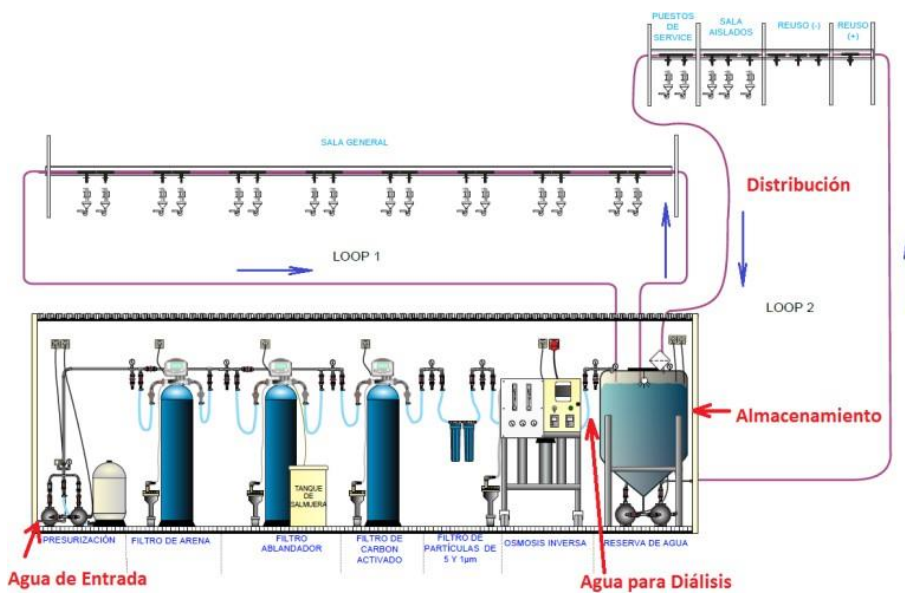 PUESTOS
DE
SERVICE
SALA
AISLADOS
REUSO (-)
REUSO
(+)
SALA GENERAL
Distribución
LOOP 1
LOOP 2
Almacenamiento
TANQUE
DE
SALMUERA
PRESURIZACIÓN
FILTRO DE ARENA
FILTRO
ABLANDADOR
FILTRO DE
CARBON
ACTIVADO
FILTRO DE
PARTÍCULAS DE
5 Y 1µm
OSMOSIS INVERSA
RESERVA DE AGUA
Agua de Entrada
Agua para Diálisis